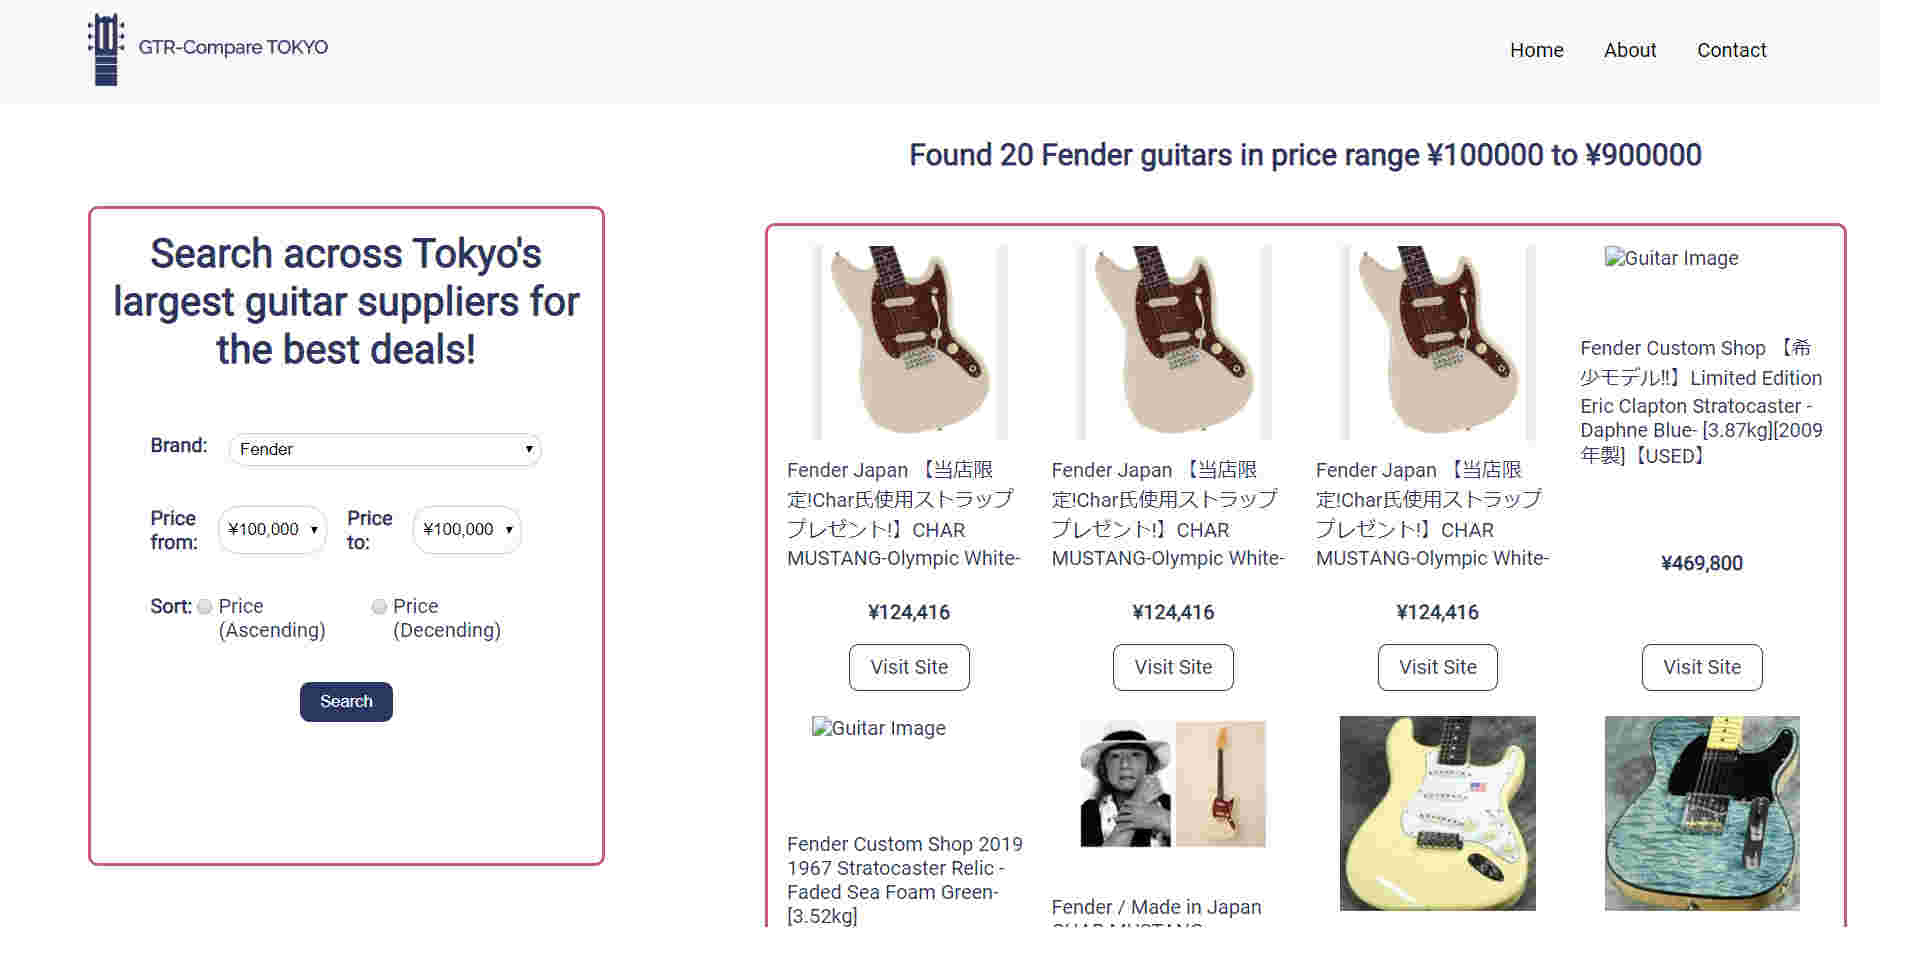 GTR-Compare TOKYO
Home
About
Contact
Found 20 Fender guitars in price range ¥100000 to ¥900000
Search across Tokyo's
largest guitar suppliers for
the best deals!
Brand:
Fender
Price
from:
¥100,000
Price
to:
¥100,000
Sort:
Price
(Ascending)
Price
(Decending)
Search
Fender Japan 【当店限
定!Char氏使用ストラップ
プレゼント!】CHAR
MUSTANG-Olympic White-
¥124,416
Visit Site
Fender Japan 【当店限
定!Char氏使用ストラップ
プレゼント!】CHAR
MUSTANG-Olympic White-
¥124,416
Visit Site
Fender Japan 【当店限
定!Char氏使用ストラップ
プレゼント!】CHAR
MUSTANG-Olympic White-
¥124,416
Visit Site
Guitar Image
Fender Custom Shop 【希
少モデル!!】Limited Edition
Eric Clapton Stratocaster -
Daphne Blue- [3.87kg][2009
年製]【USED】
¥469,800
Visit Site
Guitar Image
Fender Custom Shop 2019
1967 Stratocaster Relic -
Faded Sea Foam Green-
[3.52kg]
Fender / Made in Japan
CHAR MUSTANG